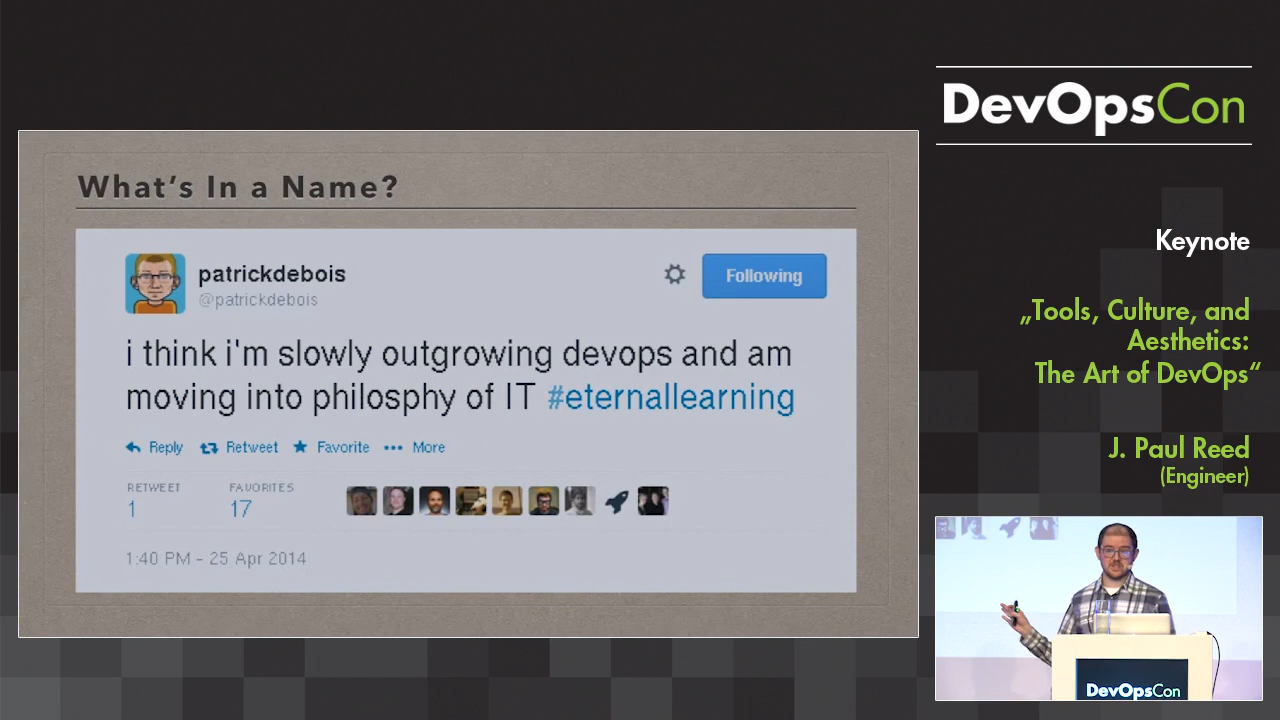 DevOpsCon
What's In a Name?
patrickdebois
@patrickdebois
Following
i think i'm slowly outgrowing devops and am
moving into philosphy of IT #eternallearning
Reply Retweet Favorite More
RETWEET FAVORITES
1 17
1:40 PM - 25 Apr 2014
Keynote
„Tools, Culture, and
Aesthetics:
The Art of DevOps“
J. Paul Reed
(Engineer)
DevOpsCon